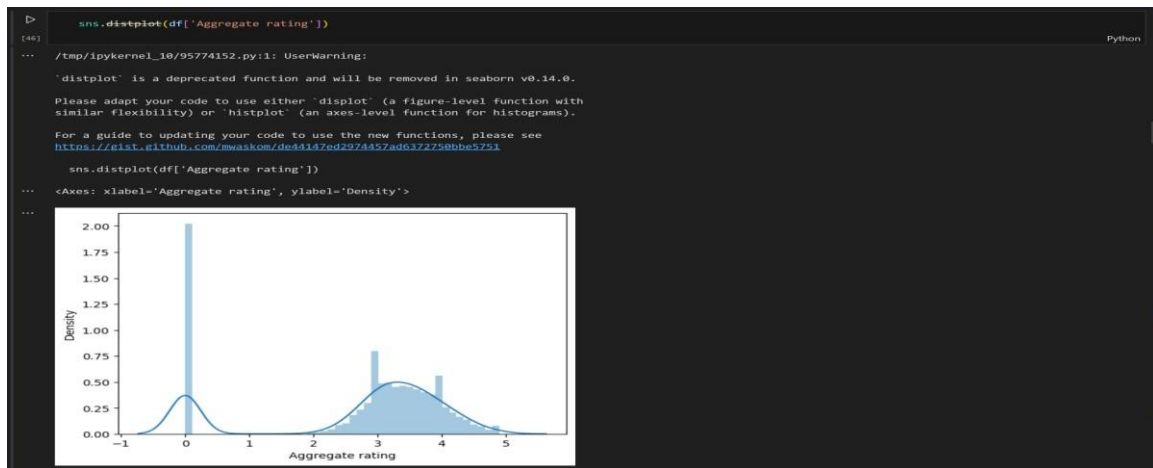 sns.distplot(df['Aggregate rating'])
[46]
Python
/tmp/ipykernel_10/95774152.py:1: UserWarning:
`distplot` is a deprecated function and will be removed in seaborn v0.14.0.
Please adapt your code to use either `displot` (a figure-level function with
similar flexibility) or `histplot` (an axes-level function for histograms).
For a guide to updating your code to use the new functions, please see
https://gist.github.com/mwaskom/de44147ed2974457ad6372750bbe5751
sns.distplot(df['Aggregate rating'])
<Axes: xlabel='Aggregate rating', ylabel='Density'>
2.00
1.75
1.50
1.25
1.00
0.75
0.50
0.25
0.00
Density
−1 0 1 2 3 4 5
Aggregate rating